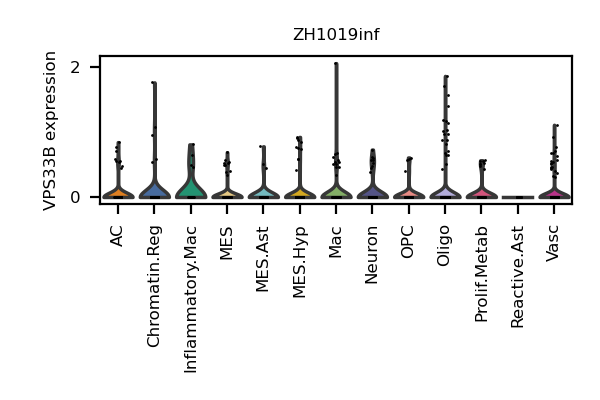 ZH1019inf
VPS33B expression
2
0
AC
Chromatin.Reg
Inflammatory.Mac
MES
MES.Ast
MES.Hyp
Mac
Neuron
OPC
Oligo
Prolif.Metab
Reactive.Ast
Vasc